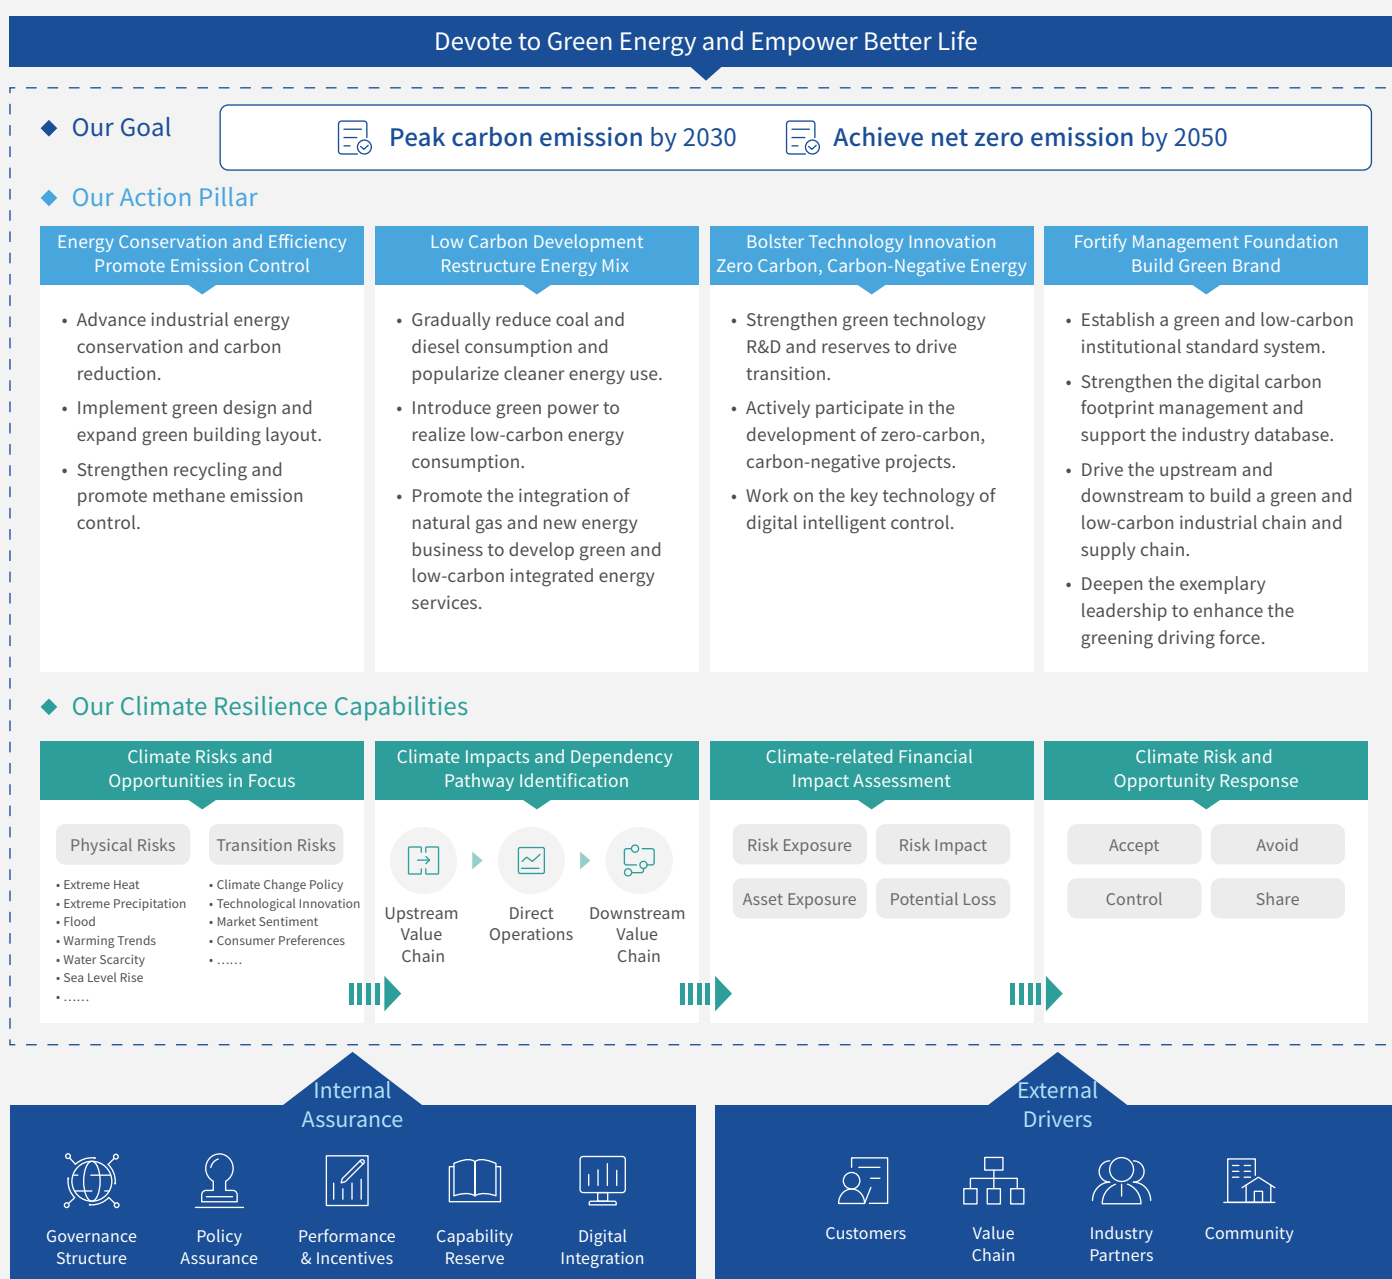 Devote to Green Energy and Empower Better Life
◆ Our Goal
Peak carbon emission by 2030
Achieve net zero emission by 2050
◆ Our Action Pillar
Energy Conservation and Efficiency
Promote Emission Control
• Advance industrial energy
conservation and carbon
reduction.
• Implement green design and
expand green building layout.
• Strengthen recycling and
promote methane emission
control.
Low Carbon Development
Restructure Energy Mix
• Gradually reduce coal and
diesel consumption and
popularize cleaner energy use.
• Introduce green power to
realize low-carbon energy
consumption.
• Promote the integration of
natural gas and new energy
business to develop green and
low-carbon integrated energy
services.
Bolster Technology Innovation
Zero Carbon, Carbon-Negative Energy
• Strengthen green technology
R&D and reserves to drive
transition.
• Actively participate in the
development of zero-carbon,
carbon-negative projects.
• Work on the key technology of
digital intelligent control.
Fortify Management Foundation
Build Green Brand
• Establish a green and low-carbon
institutional standard system.
• Strengthen the digital carbon
footprint management and
support the industry database.
• Drive the upstream and
downstream to build a green and
low-carbon industrial chain and
supply chain.
• Deepen the exemplary
leadership to enhance the
greening driving force.
◆ Our Climate Resilience Capabilities
Climate Risks and
Opportunities in Focus
Physical Risks
• Extreme Heat
• Extreme Precipitation
• Flood
• Warming Trends
• Water Scarcity
• Sea Level Rise
• ……
Transition Risks
• Climate Change Policy
• Technological Innovation
• Market Sentiment
• Consumer Preferences
• ……
Climate Impacts and Dependency
Pathway Identification
Upstream
Value
Chain
Direct
Operations
Downstream
Value
Chain
Climate-related Financial
Impact Assessment
Risk Exposure
Risk Impact
Asset Exposure
Potential Loss
Climate Risk and
Opportunity Response
Accept
Avoid
Control
Share
Internal
Assurance
Governance
Structure
Policy
Assurance
Performance
& Incentives
Capability
Reserve
Digital
Integration
External
Drivers
Customers
Value
Chain
Industry
Partners
Community